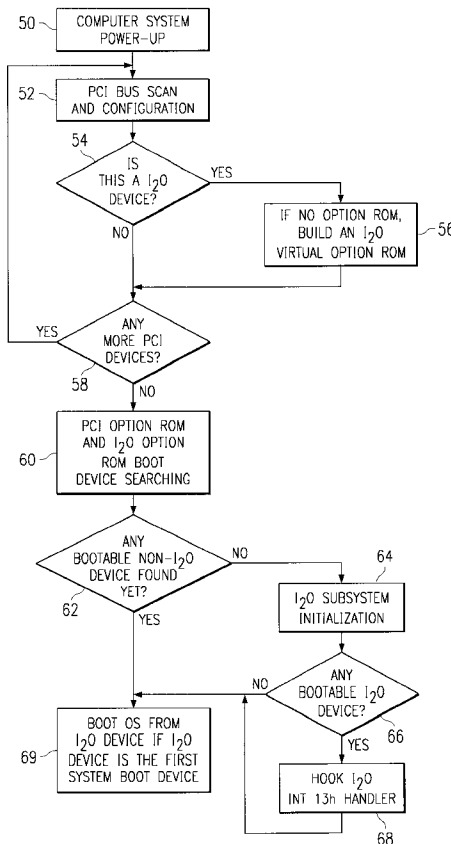 50
COMPUTER SYSTEM
POWER-UP
52
PCI BUS SCAN
AND CONFIGURATION
54
IS
THIS A I₂O
DEVICE?
YES
NO
IF NO OPTION ROM,
BUILD AN I₂O
VIRTUAL OPTION ROM
56
YES
ANY
MORE PCI
DEVICES?
58
NO
60
PCI OPTION ROM
AND I₂O OPTION
ROM BOOT
DEVICE SEARCHING
ANY
BOOTABLE NON-I₂O
DEVICE FOUND
YET?
62
NO
YES
64
I₂O SUBSYSTEM
INITIALIZATION
NO
ANY
BOOTABLE I₂O
DEVICE?
66
YES
69
BOOT OS FROM
I₂O DEVICE IF I₂O
DEVICE IS THE FIRST
SYSTEM BOOT DEVICE
HOOK I₂O
INT 13h HANDLER
68